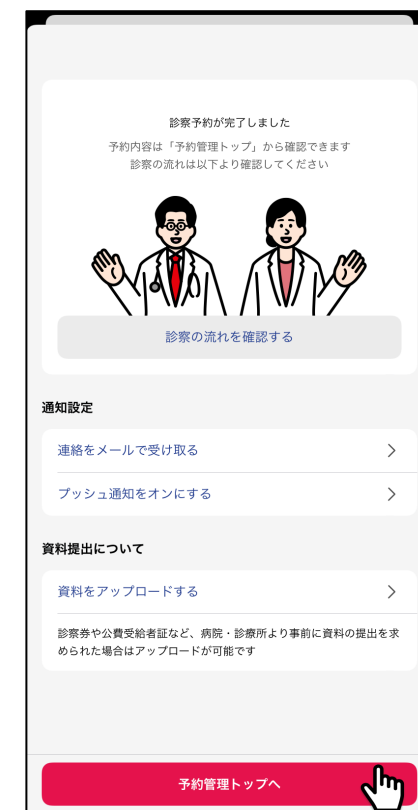 診察予約が完了しました
予約内容は「予約管理トップ」から確認できます
診察の流れは以下より確認してください
診察の流れを確認する
通知設定
連絡をメールで受け取る
プッシュ通知をオンにする
資料提出について
資料をアップロードする
診察券や公費受給者証など、病院・診療所より事前に資料の提出を求
められた場合はアップロードが可能です
予約管理トップへ